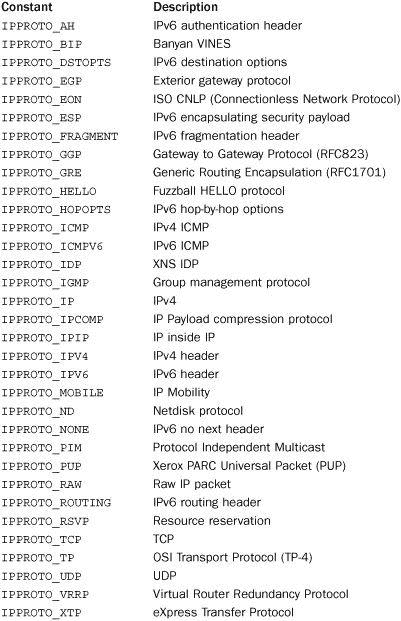 Constant Description
IPPROTO_AH IPv6 authentication header
IPPROTO_BIP Banyan VINES
IPPROTO_DSTOPTS IPv6 destination options
IPPROTO_EGP Exterior gateway protocol
IPPROTO_EON ISO CNLP (Connectionless Network Protocol)
IPPROTO_ESP IPv6 encapsulating security payload
IPPROTO_FRAGMENT IPv6 fragmentation header
IPPROTO_GGP Gateway to Gateway Protocol (RFC823)
IPPROTO_GRE Generic Routing Encapsulation (RFC1701)
IPPROTO_HELLO Fuzzball HELLO protocol
IPPROTO_HOPOPTS IPv6 hop-by-hop options
IPPROTO_ICMP IPv4 ICMP
IPPROTO_ICMPV6 IPv6 ICMP
IPPROTO_IDP XNS IDP
IPPROTO_IGMP Group management protocol
IPPROTO_IP IPv4
IPPROTO_IPCOMP IP Payload compression protocol
IPPROTO_IPIP IP inside IP
IPPROTO_IPV4 IPv4 header
IPPROTO_IPV6 IPv6 header
IPPROTO_MOBILE IP Mobility
IPPROTO_ND Netdisk protocol
IPPROTO_NONE IPv6 no next header
IPPROTO_PIM Protocol Independent Multicast
IPPROTO_PUP Xerox PARC Universal Packet (PUP)
IPPROTO_RAW Raw IP packet
IPPROTO_ROUTING IPv6 routing header
IPPROTO_RSVP Resource reservation
IPPROTO_TCP TCP
IPPROTO_TP OSI Transport Protocol (TP-4)
IPPROTO_UDP UDP
IPPROTO_VRRP Virtual Router Redundancy Protocol
IPPROTO_XTP eXpress Transfer Protocol